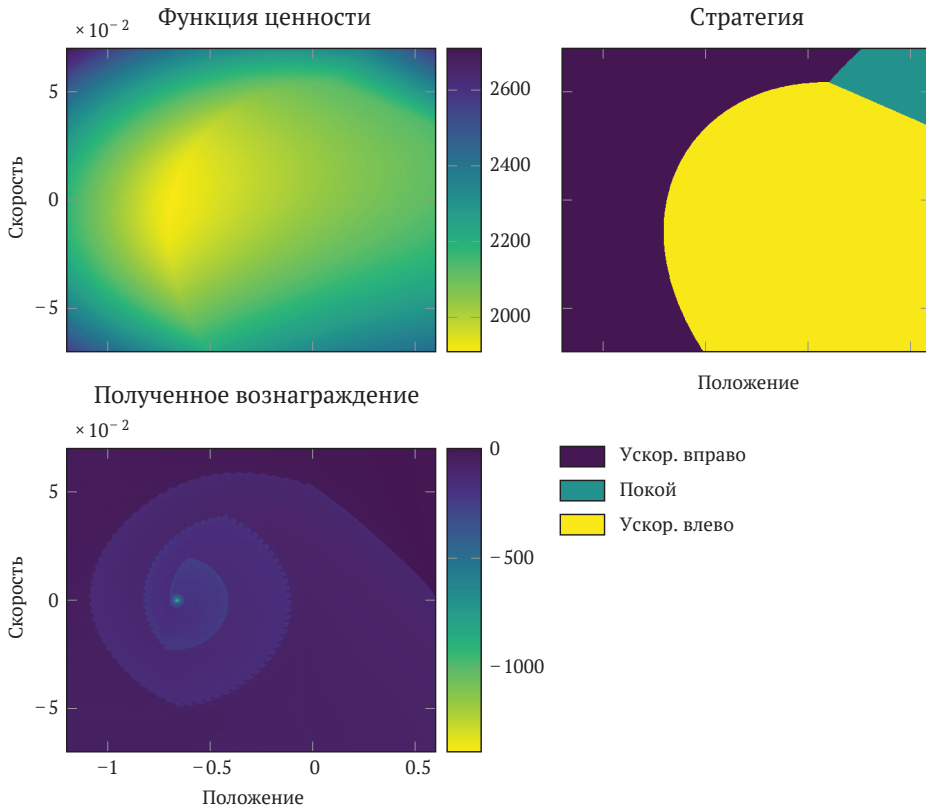 Функция ценности
× 10⁻²
5
0
−5
Скорость
2600
2400
2200
2000
Стратегия
Положение
Полученное вознаграждение
× 10⁻²
5
0
−5
Скорость
−1
−0.5
0
0.5
Положение
0
−500
−1000
Ускор. вправо
Покой
Ускор. влево